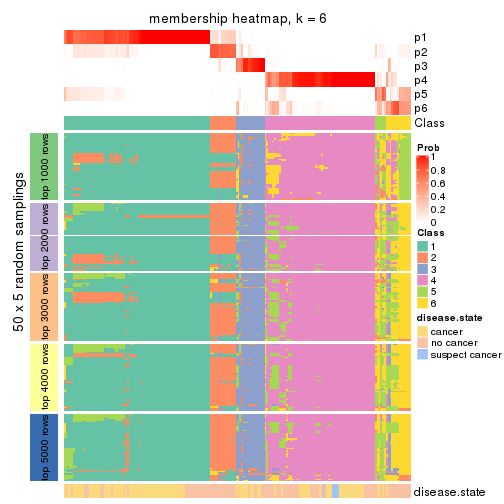 membership heatmap, k = 6
p1
p2
p3
p4
p5
p6
Class
50 x 5 random samplings
top 1000 rows
top 2000 rows
top 3000 rows
top 4000 rows
top 5000 rows
Prob
1
0.8
0.6
0.4
0.2
0
Class
1
2
3
4
5
6
disease.state
cancer
no cancer
suspect cancer
disease.state